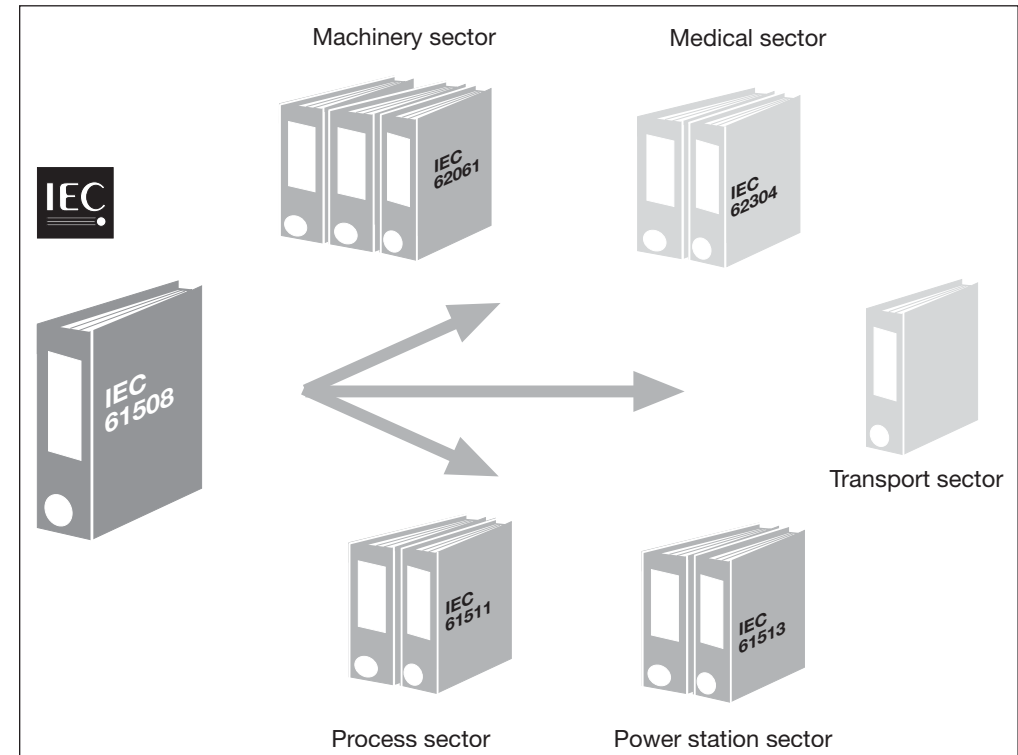 Machinery sector
Medical sector
IEC
62061
IEC
62304
IEC
IEC
61508
Transport sector
IEC
61511
IEC
61513
Process sector
Power station sector